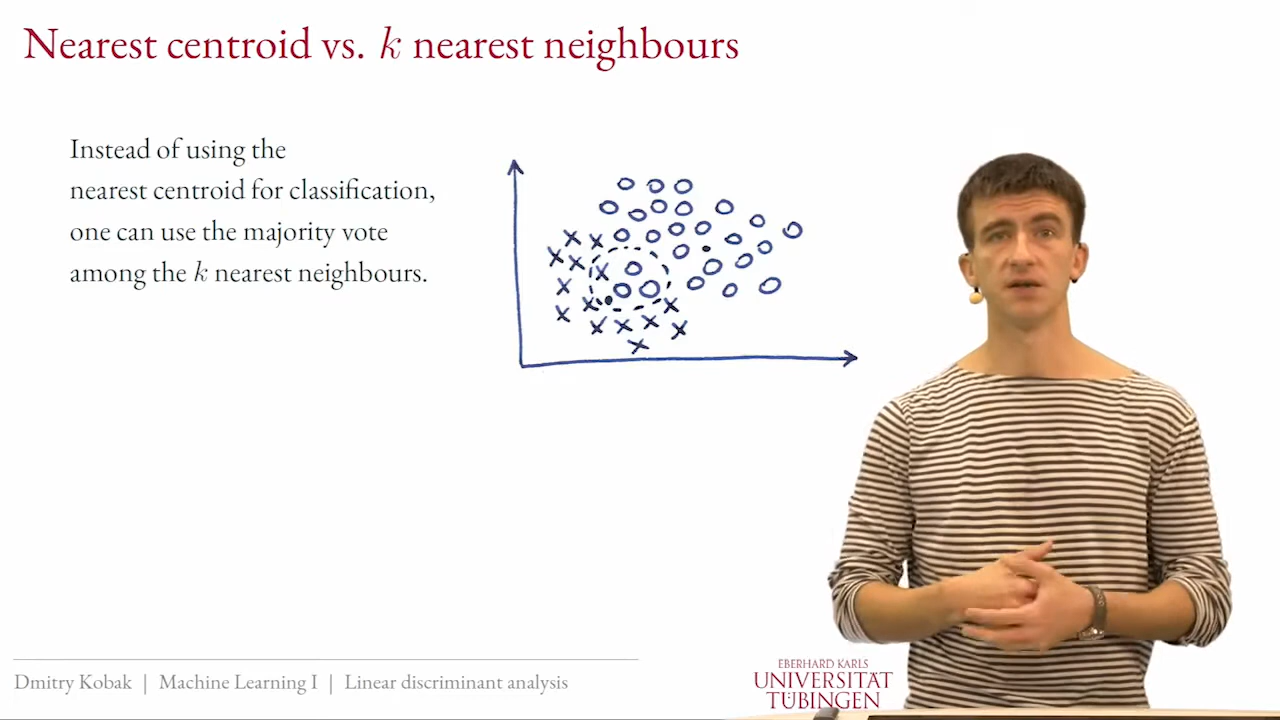 Nearest centroid vs. k nearest neighbours
Instead of using the
nearest centroid for classification,
one can use the majority vote
among the k nearest neighbours.
Dmitry Kobak | Machine Learning I | Linear discriminant analysis
EBERHARD KARLS
UNIVERSITÄT
TÜBINGEN